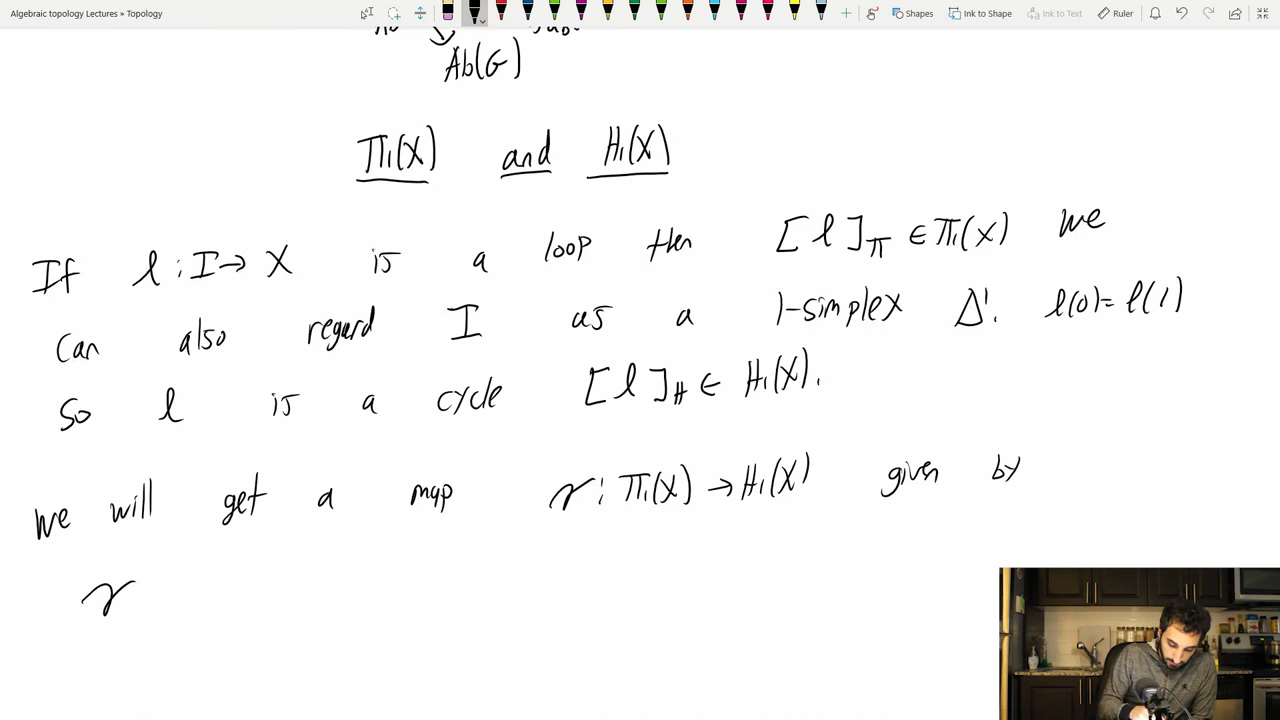 Algebraic topology Lectures » Topology
Shapes
Ink to Shape
Ink to Text
Ruler
Ab(G)
π₁(X) and H₁(X)
If l : I → X is a loop then [l]_π ∈ π₁(X) we
can also regard I as a 1-simplex Δ¹. l(0) = l(1)
so l is a cycle [l]_H ∈ H₁(X).
we will get a map γ : π₁(X) → H₁(X) given by
γ